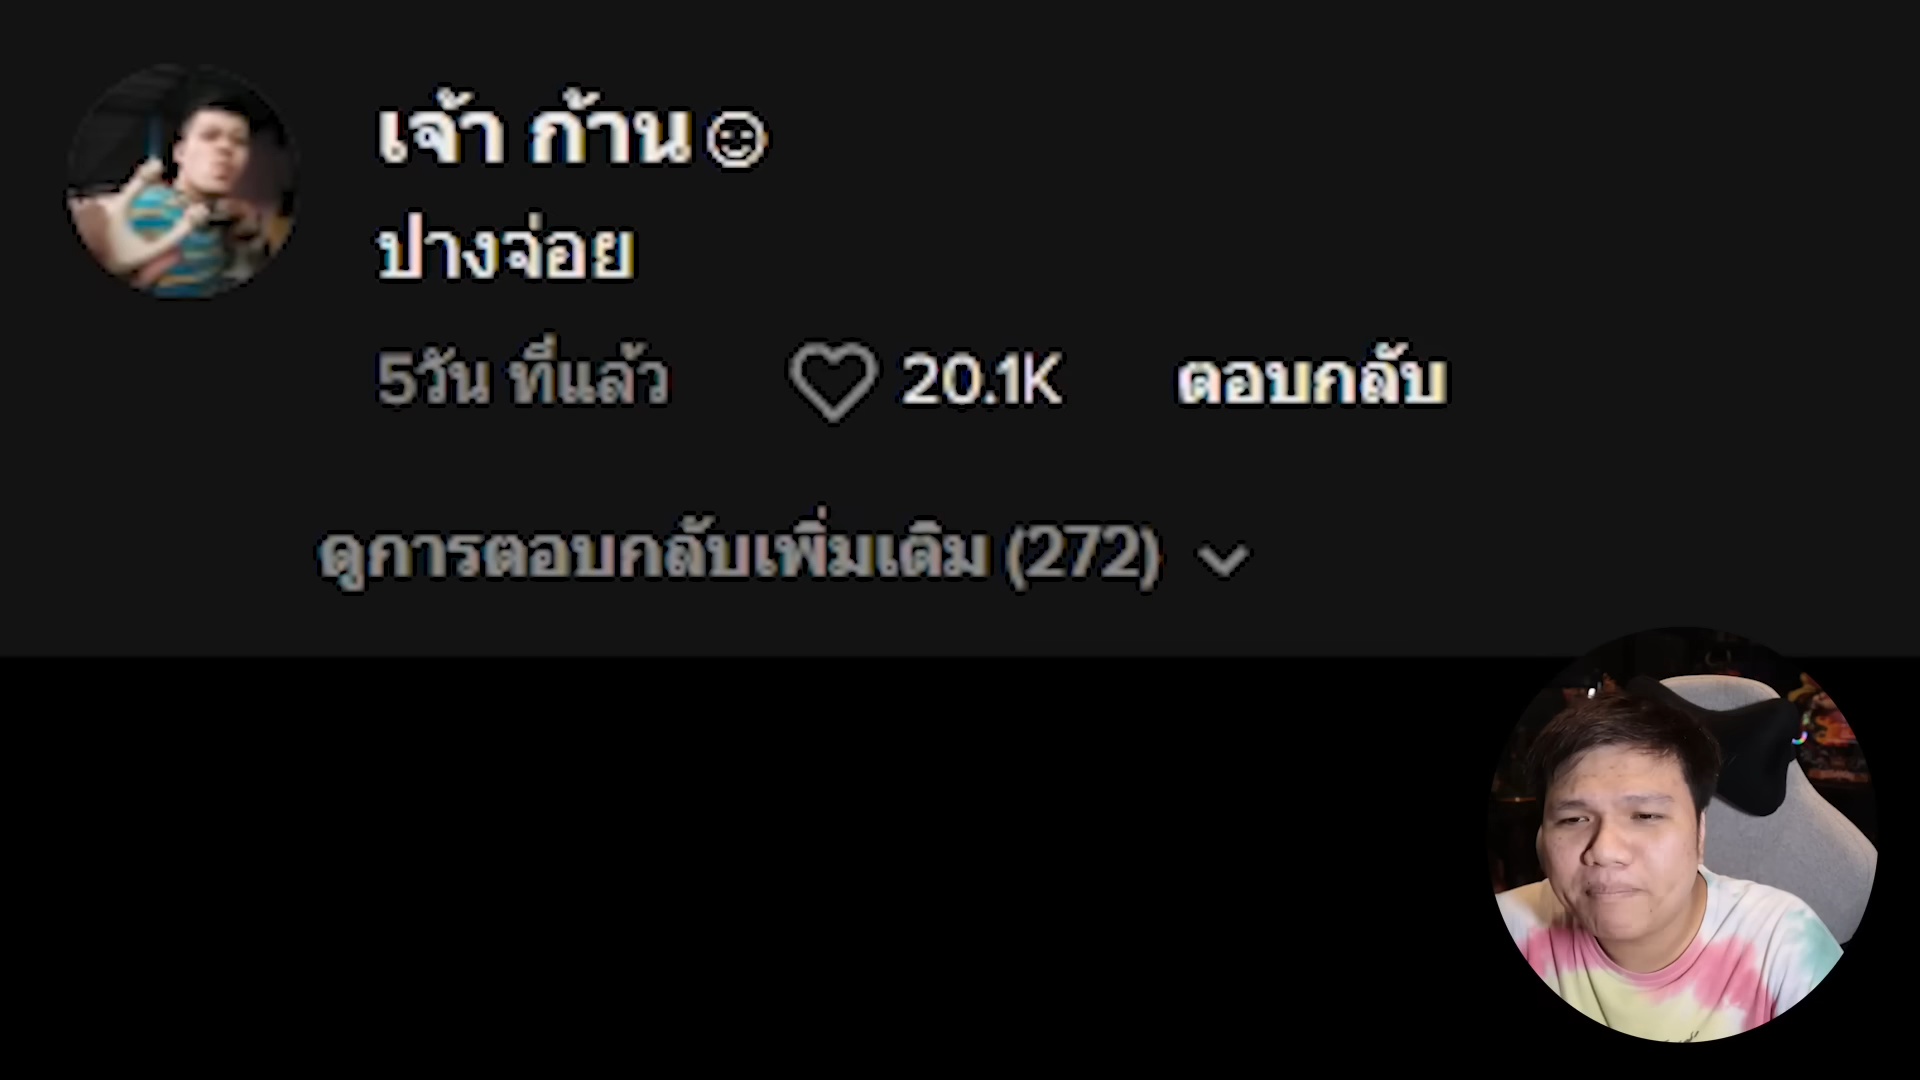 เจ้า ก้าน☺
ปางจ่อย
5วัน ที่แล้ว 20.1K ตอบกลับ
ดูการตอบกลับเพิ่มเติม (272)